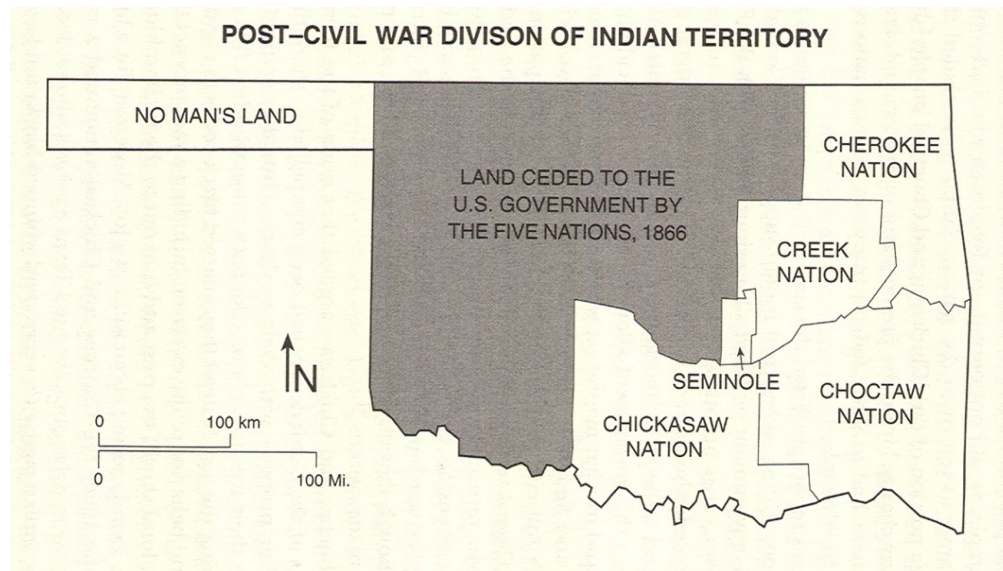 POST–CIVIL WAR DIVISON OF INDIAN TERRITORY
NO MAN'S LAND
LAND CEDED TO THE
U.S. GOVERNMENT BY
THE FIVE NATIONS, 1866
CHEROKEE
NATION
CREEK
NATION
SEMINOLE
CHOCTAW
NATION
CHICKASAW
NATION
N
0 100 km
0 100 Mi.